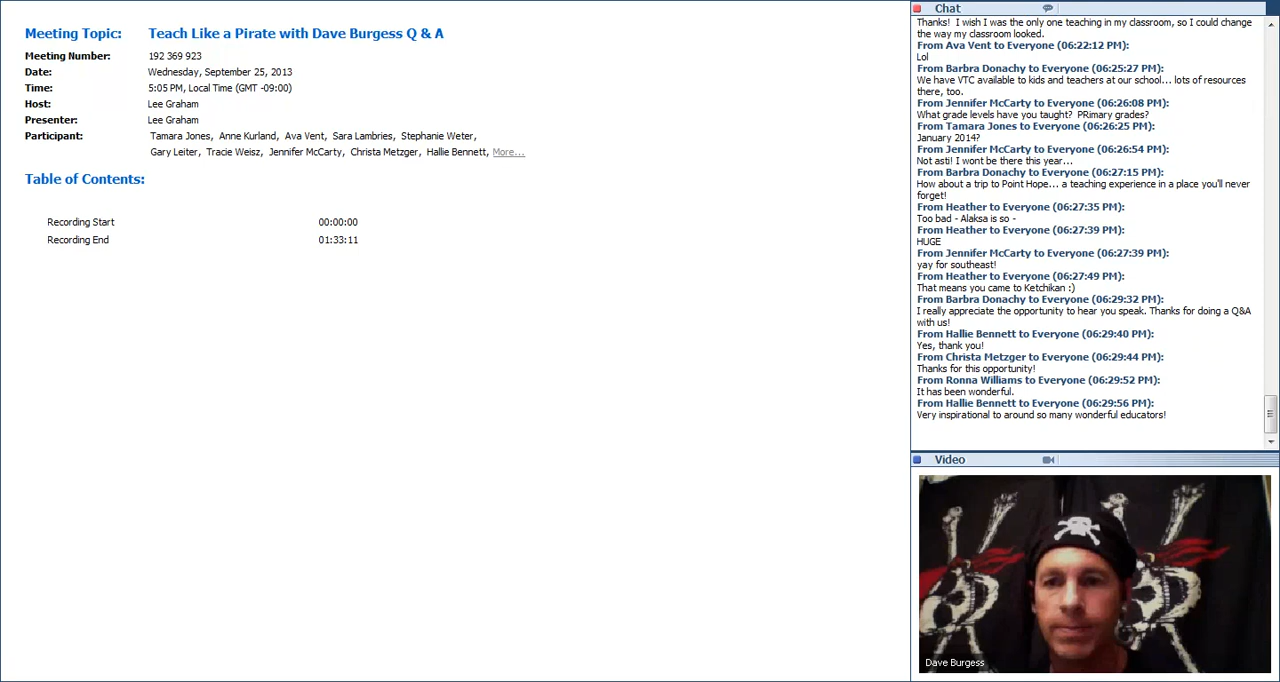 Meeting Topic: Teach Like a Pirate with Dave Burgess Q & A
Meeting Number: 192 369 923
Date: Wednesday, September 25, 2013
Time: 5:05 PM, Local Time (GMT -09:00)
Host: Lee Graham
Presenter: Lee Graham
Participant: Tamara Jones, Anne Kurland, Ava Vent, Sara Lambries, Stephanie Weter,
Gary Leiter, Tracie Weisz, Jennifer McCarty, Christa Metzger, Hallie Bennett, More...
Table of Contents:
Recording Start 00:00:00
Recording End 01:33:11
Chat
Thanks! I wish I was the only one teaching in my classroom, so I could change
the way my classroom looked.
From Ava Vent to Everyone (06:22:12 PM):
Lol
From Barbra Donachy to Everyone (06:25:27 PM):
We have VTC available to kids and teachers at our school... lots of resources
there, too.
From Jennifer McCarty to Everyone (06:26:08 PM):
What grade levels have you taught? PRimary grades?
From Tamara Jones to Everyone (06:26:25 PM):
January 2014?
From Jennifer McCarty to Everyone (06:26:54 PM):
Not asti! I wont be there this year...
From Barbra Donachy to Everyone (06:27:15 PM):
How about a trip to Point Hope... a teaching experience in a place you'll never
forget!
From Heather to Everyone (06:27:35 PM):
Too bad - Alaksa is so -
From Heather to Everyone (06:27:39 PM):
HUGE
From Jennifer McCarty to Everyone (06:27:39 PM):
yay for southeast!
From Heather to Everyone (06:27:49 PM):
That means you came to Ketchikan :)
From Barbra Donachy to Everyone (06:29:32 PM):
I really appreciate the opportunity to hear you speak. Thanks for doing a Q&A
with us!
From Hallie Bennett to Everyone (06:29:40 PM):
Yes, thank you!
From Christa Metzger to Everyone (06:29:44 PM):
Thanks for this opportunity!
From Ronna Williams to Everyone (06:29:52 PM):
It has been wonderful.
From Hallie Bennett to Everyone (06:29:56 PM):
Very inspirational to around so many wonderful educators!
Video
Dave Burgess